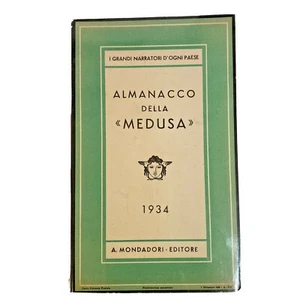 I GRANDI NARRATORI D'OGNI PAESE
ALMANACCO
DELLA
«MEDUSA»
1934
A. MONDADORI - EDITORE